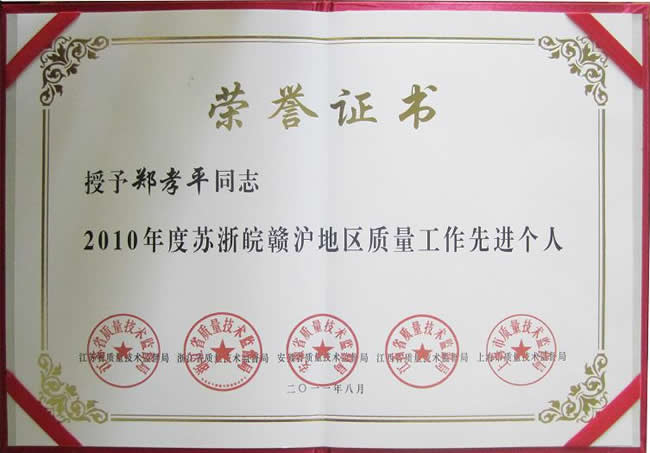 荣誉证书
授予郑孝平同志
2010年度苏浙皖赣沪地区质量工作先进个人
江苏省质量技术监督局 浙江省质量技术监督局 安徽省质量技术监督局 江西省质量技术监督局 上海市质量技术监督局
二〇一一年八月